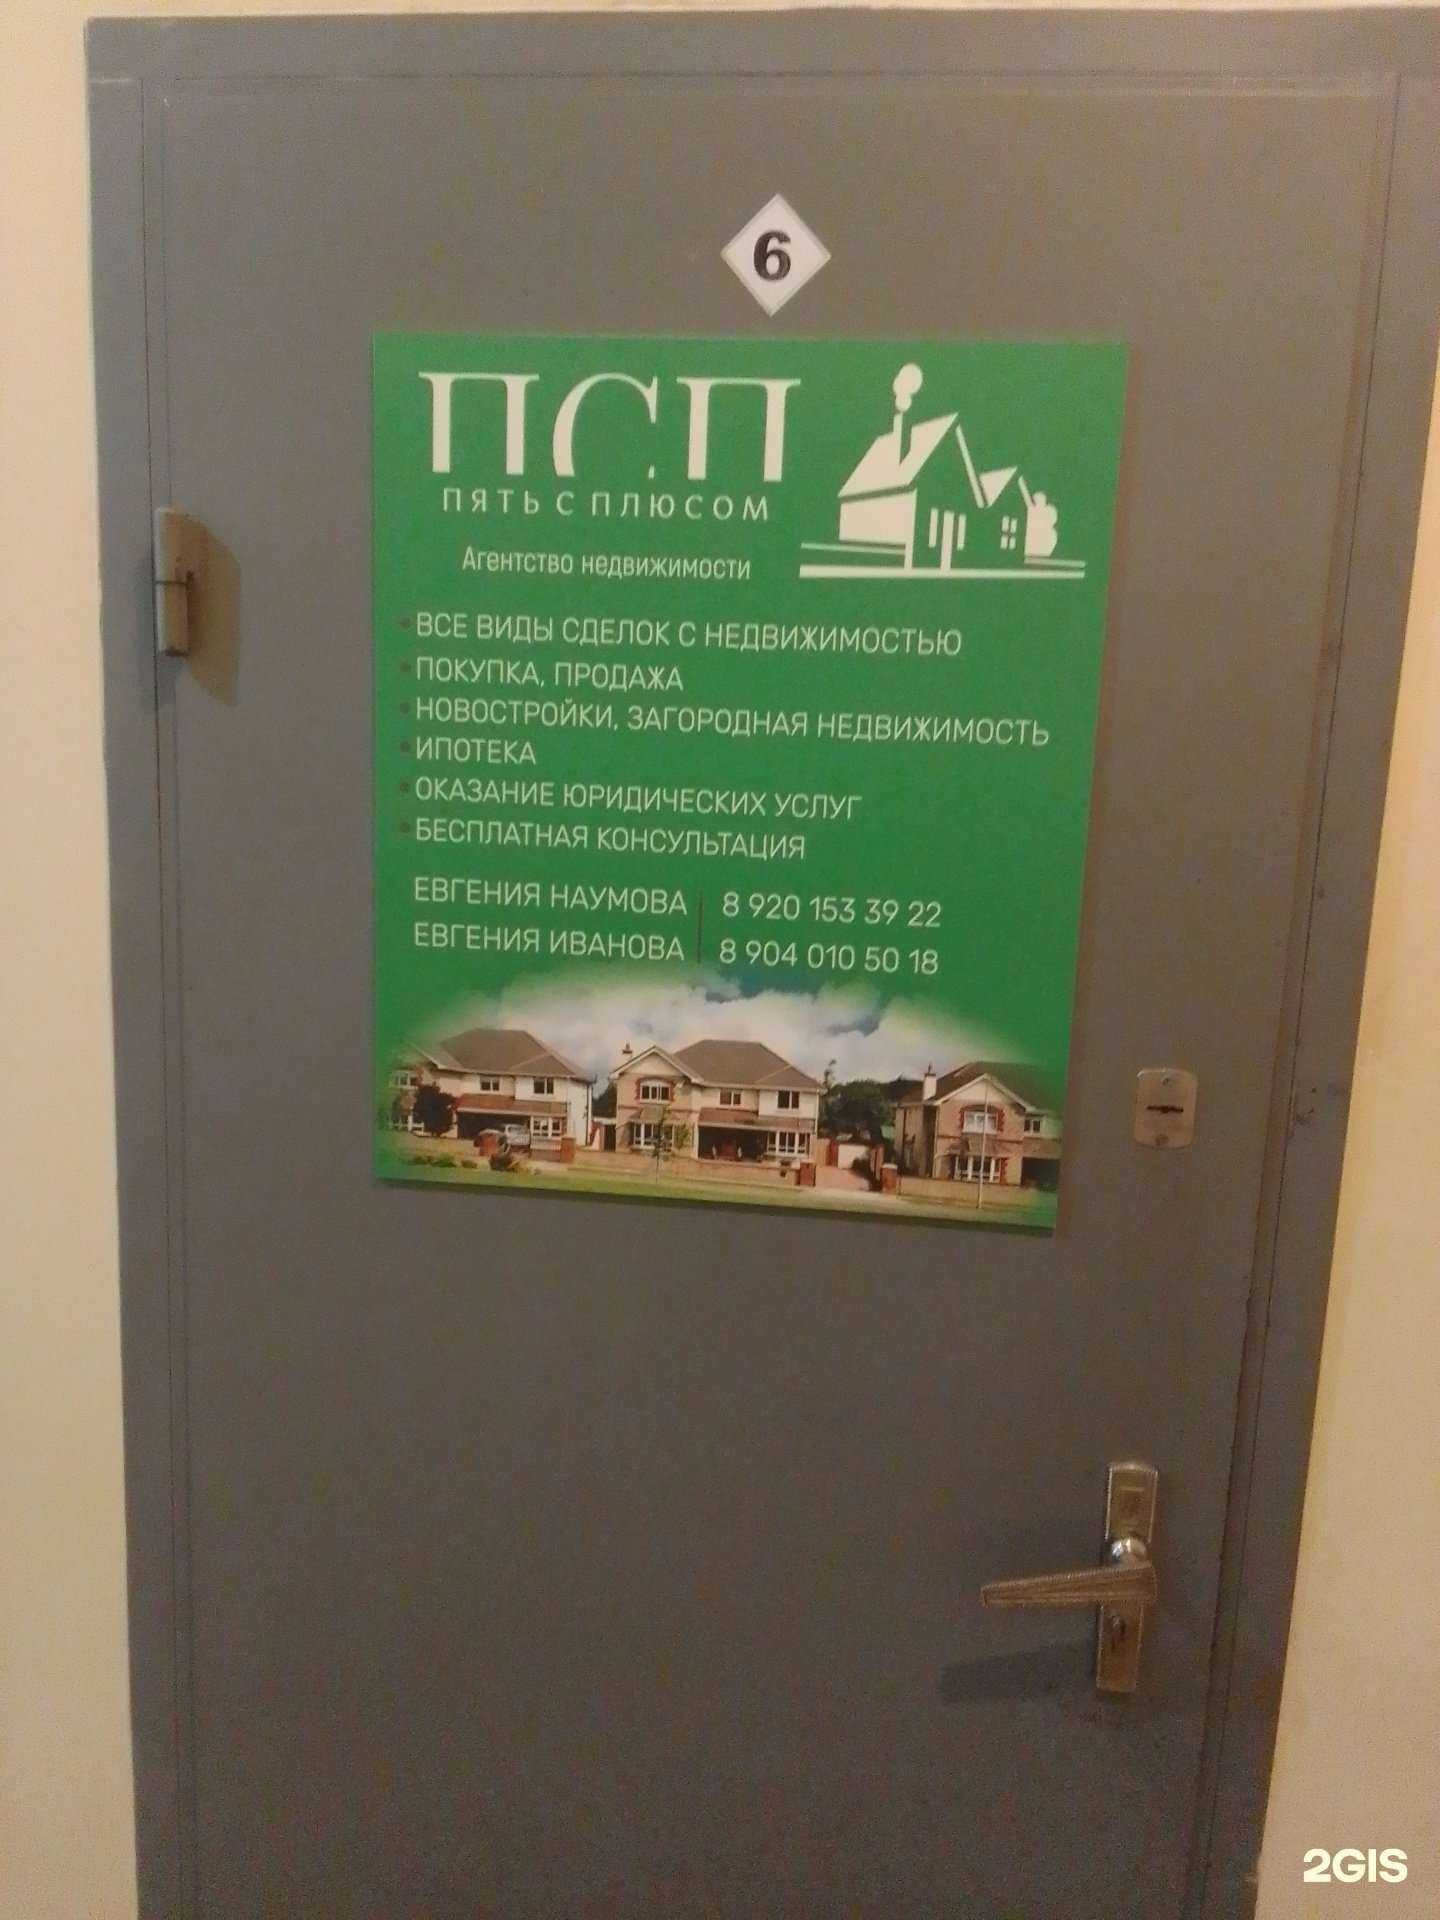 6
ПСП
ПЯТЬ С ПЛЮСОМ
Агентство недвижимости
• ВСЕ ВИДЫ СДЕЛОК С НЕДВИЖИМОСТЬЮ
• ПОКУПКА, ПРОДАЖА
• НОВОСТРОЙКИ, ЗАГОРОДНАЯ НЕДВИЖИМОСТЬ
• ИПОТЕКА
• ОКАЗАНИЕ ЮРИДИЧЕСКИХ УСЛУГ
• БЕСПЛАТНАЯ КОНСУЛЬТАЦИЯ
ЕВГЕНИЯ НАУМОВА | 8 920 153 39 22
ЕВГЕНИЯ ИВАНОВА | 8 904 010 50 18
2GIS